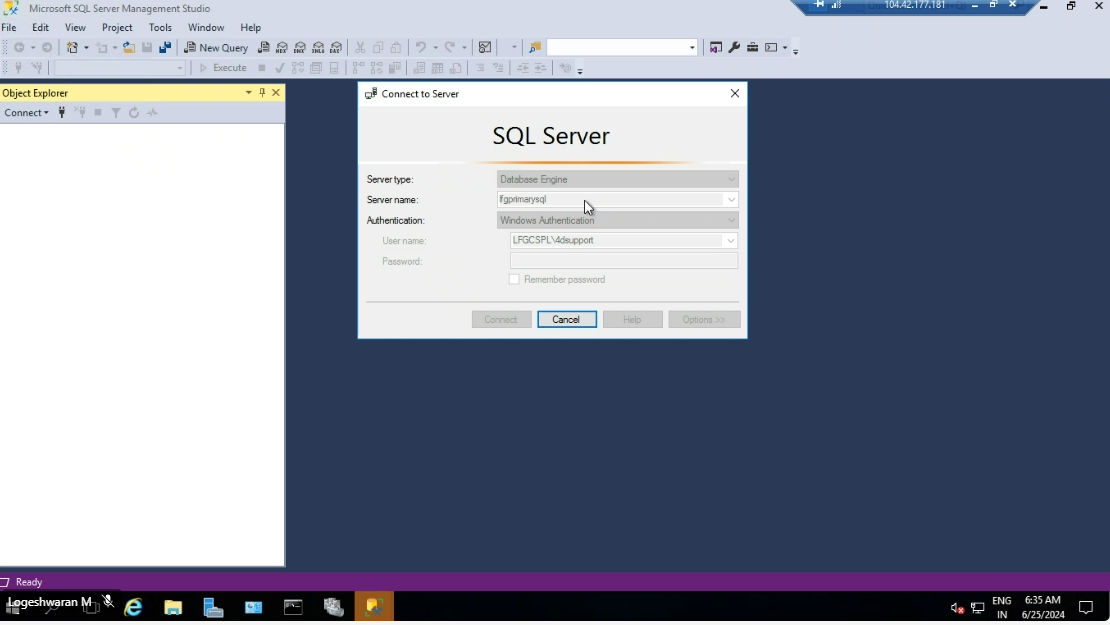 Microsoft SQL Server Management Studio
104.42.177.181
File Edit View Project Tools Window Help
New Query
Execute
Object Explorer
Connect
Connect to Server
SQL Server
Server type: Database Engine
Server name: lfgprimarysql
Authentication: Windows Authentication
User name: LFGCSPL\4dsupport
Password:
Remember password
Connect Cancel Help Options >>
Ready
Logeshwaran M
ENG
IN
6:35 AM
6/25/2024